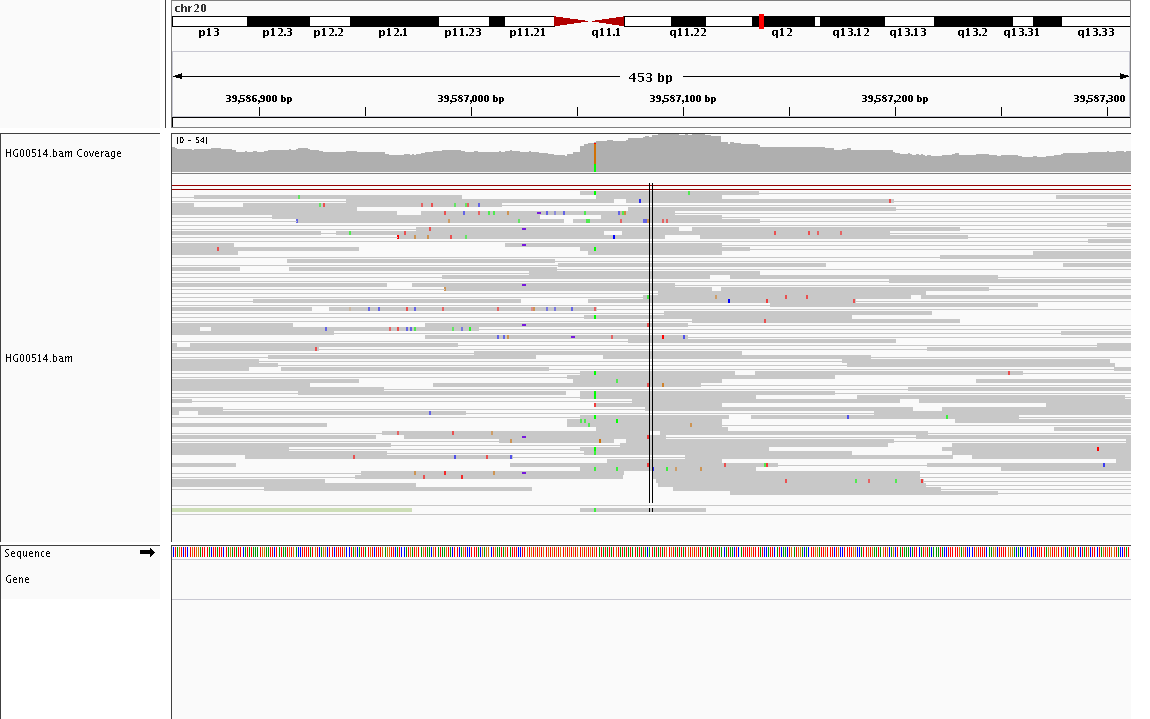 chr20
p13 p12.3 p12.2 p12.1 p11.23 p11.21 q11.1 q11.22 q12 q13.12 q13.13 q13.2 q13.31 q13.33
453 bp
39,586,900 bp 39,587,000 bp 39,587,100 bp 39,587,200 bp 39,587,300
[0 - 54]
HG00514.bam Coverage
HG00514.bam
Sequence
Gene